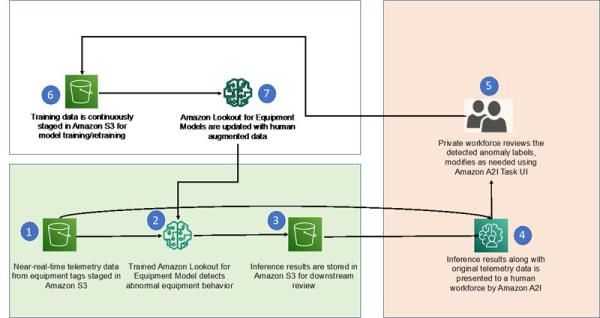 6
7
5
Training data is continuously
staged in Amazon S3 for
model training/retraining
Amazon Lookout for Equipment
Models are updated with human
augmented data
Private workforce reviews the
detected anomaly labels,
modifies as needed using
Amazon A2I Task UI
1
2
3
4
Near-real-time telemetry data
from equipment tags staged in
Amazon S3
Trained Amazon Lookout for
Equipment Model detects
abnormal equipment behavior
Inference results are stored in
Amazon S3 for downstream
review
Inference results along with
original telemetry data is
presented to a human
workforce by Amazon A2I